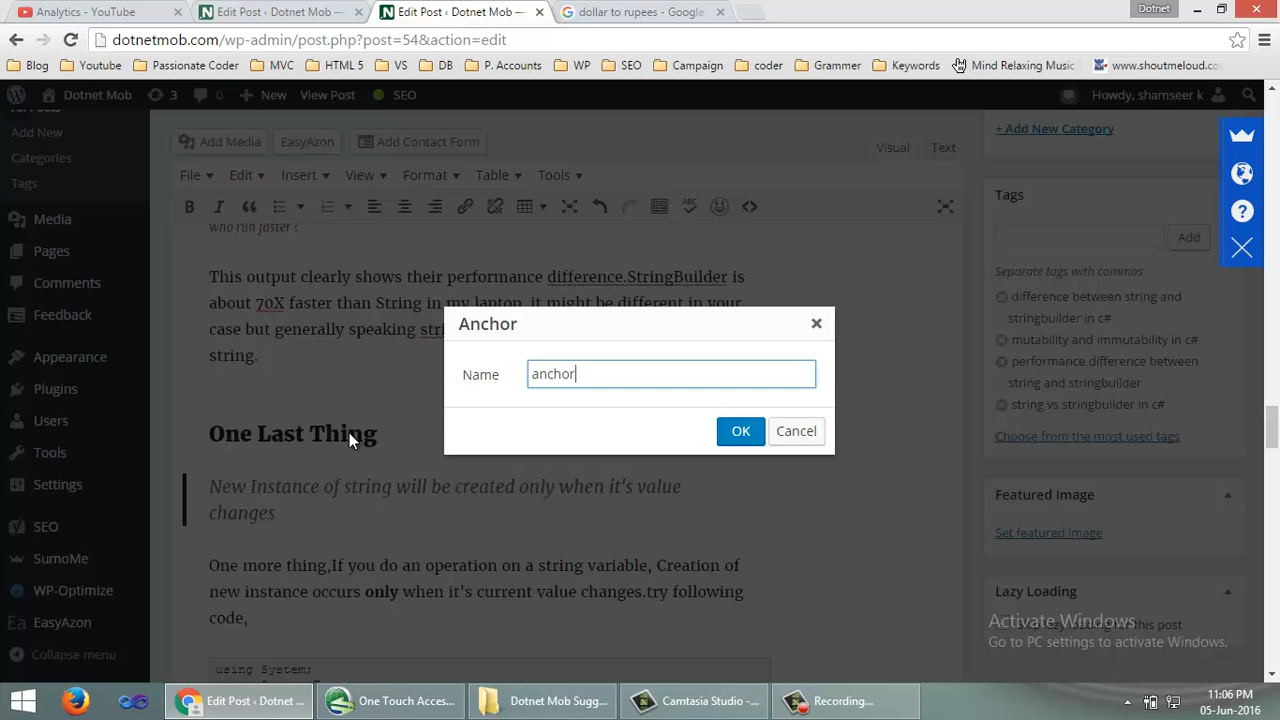 Analytics - YouTube
Edit Post ‹ Dotnet Mob —
Edit Post ‹ Dotnet Mob —
dollar to rupees - Google
Dotnet
dotnetmob.com/wp-admin/post.php?post=54&action=edit
Blog
Youtube
Passionate Coder
MVC
HTML 5
VS
DB
P. Accounts
WP
SEO
Campaign
coder
Grammer
Keywords
Mind Relaxing Music
www.shoutmeloud.co
Dotnet Mob
3
0
New
View Post
SEO
Howdy, shamseer k
All Posts
Add New
Categories
Tags
Media
Pages
Comments
Feedback
Appearance
Plugins
Users
Tools
Settings
SEO
SumoMe
WP-Optimize
Ea EasyAzon
Collapse menu
Add Media
EasyAzon
Add Contact Form
Visual
Text
File
Edit
Insert
View
Format
Table
Tools
B
I
ABC
who run faster ?
This output clearly shows their performance difference.StringBuilder is
about 70X faster than String in my laptop, it might be different in your
case but generally speaking stri
string.
Anchor
Name
anchor
OK
Cancel
One Last Thing
New Instance of string will be created only when it's value
changes
One more thing,If you do an operation on a string variable, Creation of
new instance occurs only when it's current value changes.try following
code,
using System;
+ Add New Category
Tags
Add
Separate tags with commas
difference between string and
stringbuilder in c#
mutability and immutability in c#
performance difference between
string and stringbuilder
string vs stringbuilder in c#
Choose from the most used tags
Featured Image
Set featured image
Lazy Loading
Activate Windows
Go to PC settings to activate Windows.
Edit Post ‹ Dotnet ...
One Touch Acces...
Dotnet Mob Sugg...
Camtasia Studio -...
Recording...
11:06 PM
05-Jun-2016